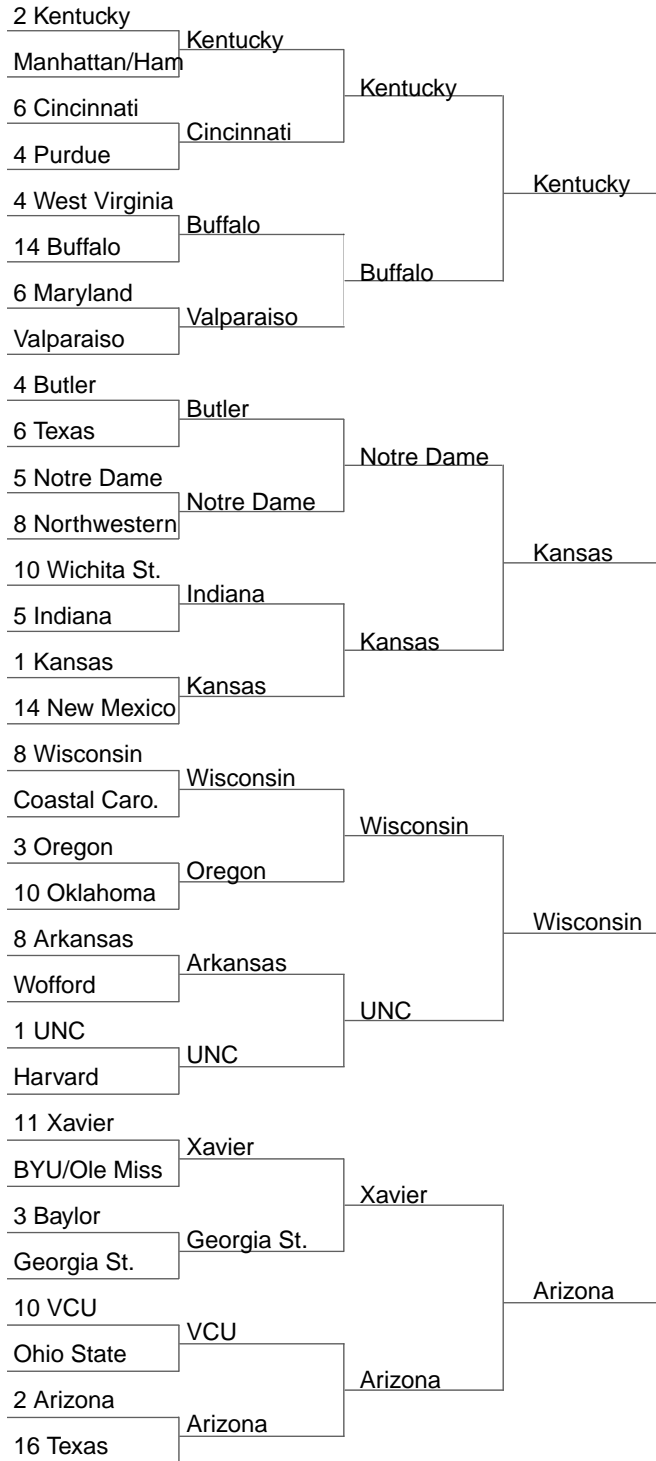 2 Kentucky
Manhattan/Ham
6 Cincinnati
4 Purdue
4 West Virginia
14 Buffalo
6 Maryland
Valparaiso
4 Butler
6 Texas
5 Notre Dame
8 Northwestern
10 Wichita St.
5 Indiana
1 Kansas
14 New Mexico
8 Wisconsin
Coastal Caro.
3 Oregon
10 Oklahoma
8 Arkansas
Wofford
1 UNC
Harvard
11 Xavier
BYU/Ole Miss
3 Baylor
Georgia St.
10 VCU
Ohio State
2 Arizona
16 Texas
Kentucky
Cincinnati
Buffalo
Valparaiso
Butler
Notre Dame
Indiana
Kansas
Wisconsin
Oregon
Arkansas
UNC
Xavier
Georgia St.
VCU
Arizona
Kentucky
Buffalo
Notre Dame
Kansas
Wisconsin
UNC
Xavier
Arizona
Kentucky
Kansas
Wisconsin
Arizona